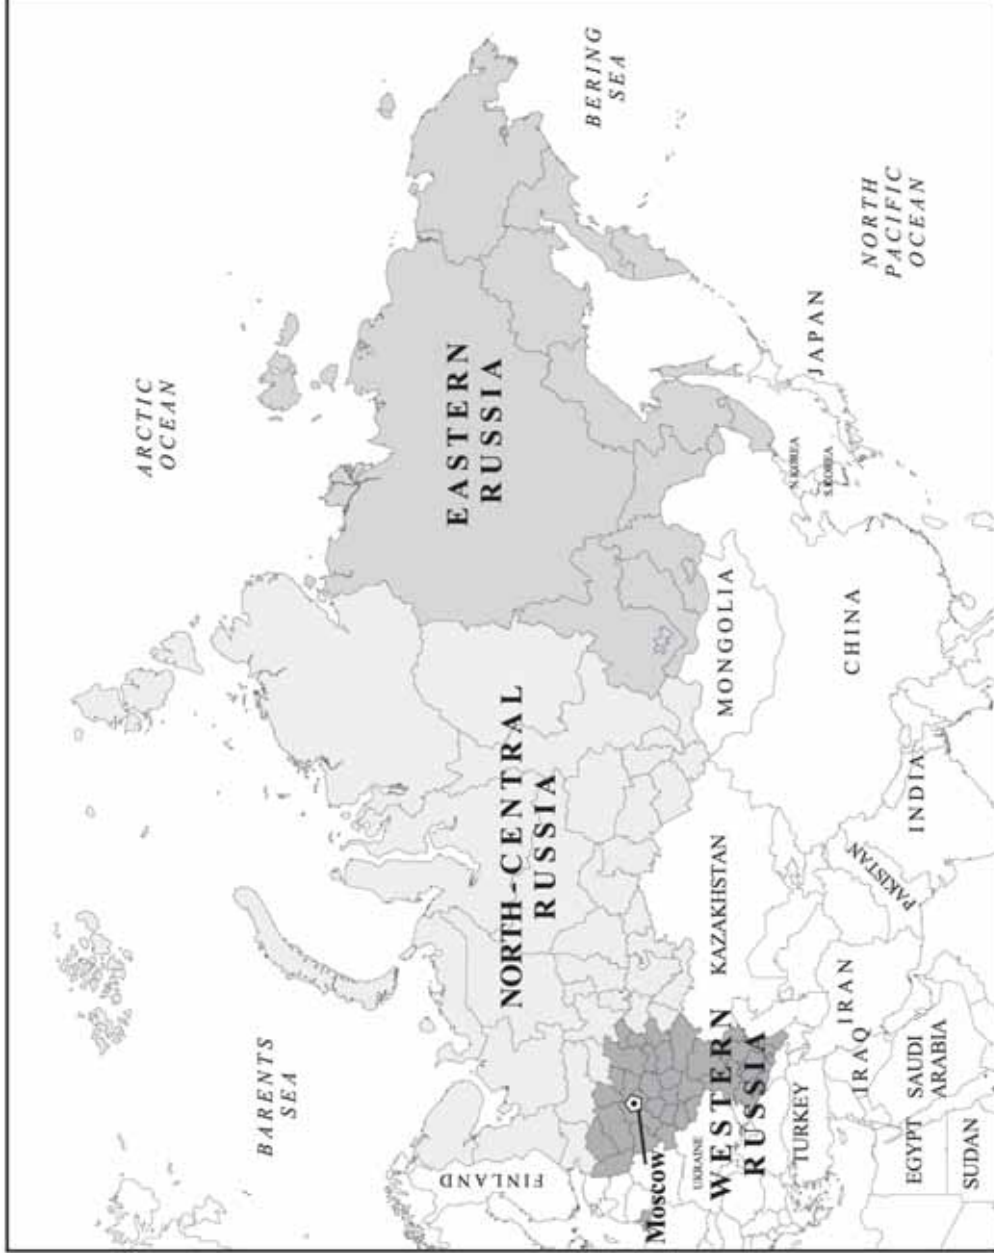 ARCTIC
OCEAN
BERING
SEA
BARENTS
SEA
NORTH
PACIFIC
OCEAN
EASTERN
RUSSIA
NORTH-CENTRAL
RUSSIA
WESTERN
RUSSIA
Moscow
FINLAND
UKRAINE
KAZAKHSTAN
MONGOLIA
CHINA
N.KOREA
S.KOREA
JAPAN
TURKEY
IRAQ
IRAN
PAKISTAN
INDIA
EGYPT
SAUDI
ARABIA
SUDAN